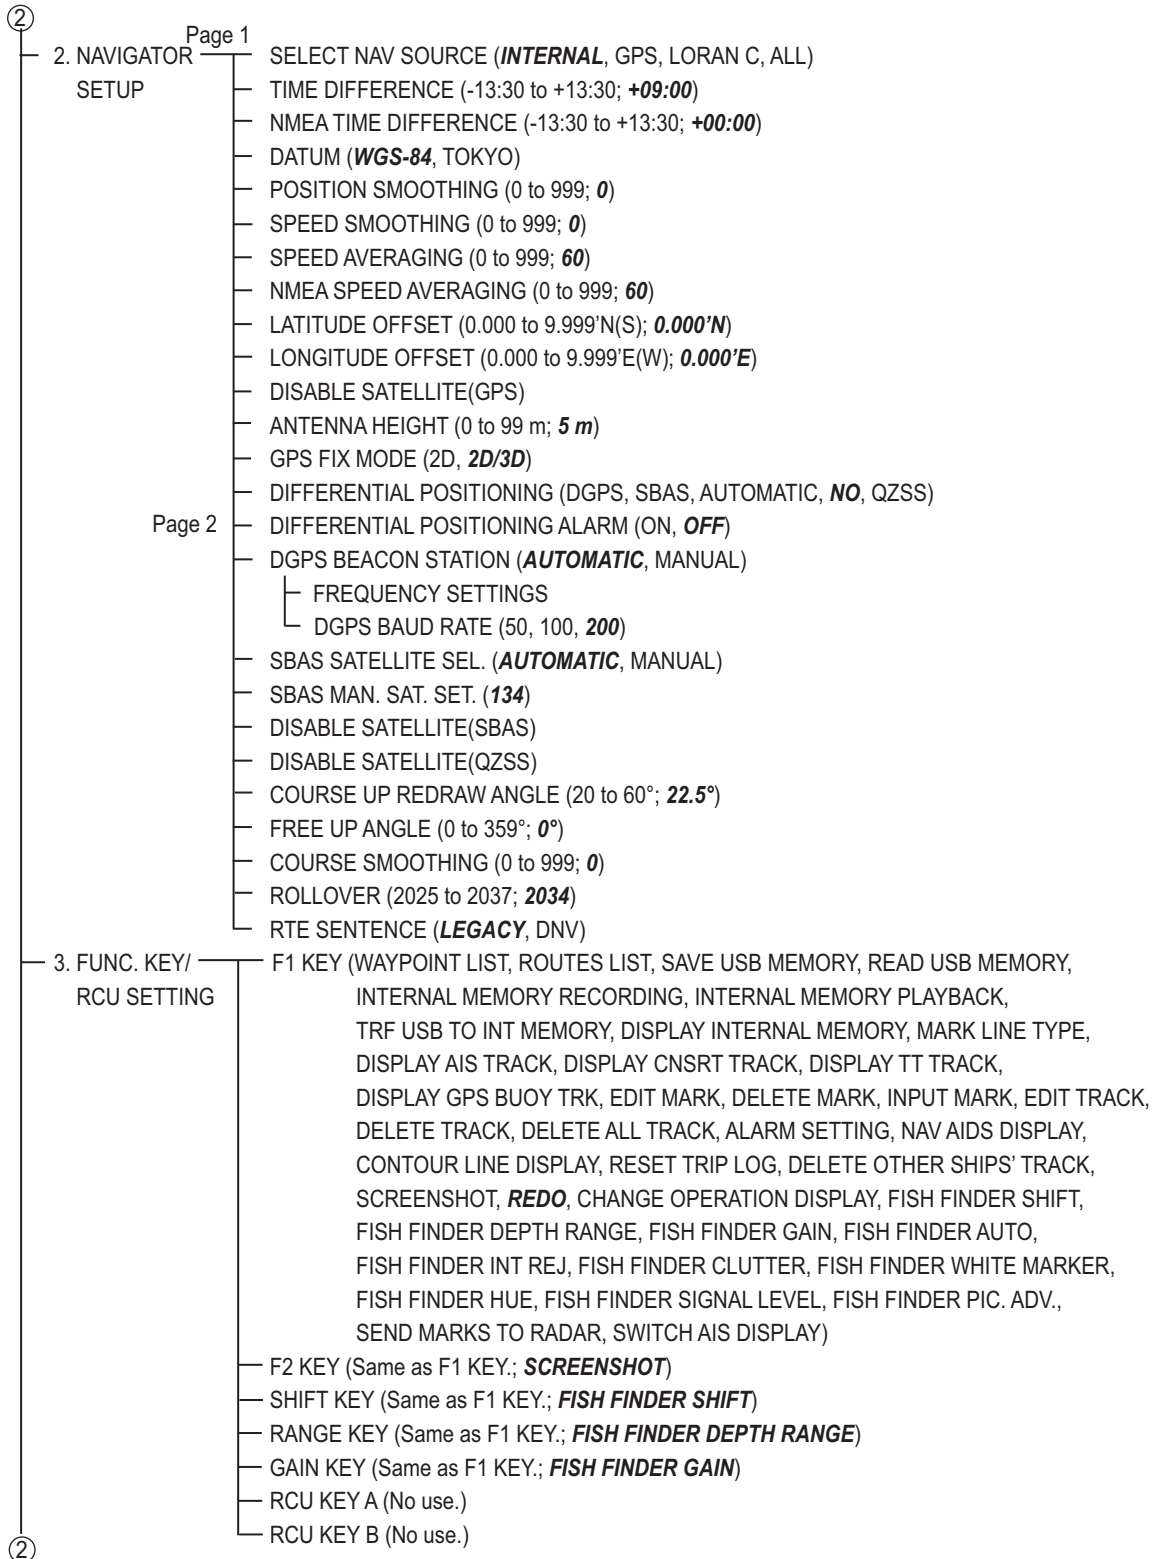 ②
Page 1
2. NAVIGATOR SETUP
SELECT NAV SOURCE (INTERNAL, GPS, LORAN C, ALL)
TIME DIFFERENCE (-13:30 to +13:30; +09:00)
NMEA TIME DIFFERENCE (-13:30 to +13:30; +00:00)
DATUM (WGS-84, TOKYO)
POSITION SMOOTHING (0 to 999; 0)
SPEED SMOOTHING (0 to 999; 0)
SPEED AVERAGING (0 to 999; 60)
NMEA SPEED AVERAGING (0 to 999; 60)
LATITUDE OFFSET (0.000 to 9.999’N(S); 0.000’N)
LONGITUDE OFFSET (0.000 to 9.999’E(W); 0.000’E)
DISABLE SATELLITE(GPS)
ANTENNA HEIGHT (0 to 99 m; 5 m)
GPS FIX MODE (2D, 2D/3D)
DIFFERENTIAL POSITIONING (DGPS, SBAS, AUTOMATIC, NO, QZSS)
Page 2
DIFFERENTIAL POSITIONING ALARM (ON, OFF)
DGPS BEACON STATION (AUTOMATIC, MANUAL)
FREQUENCY SETTINGS
DGPS BAUD RATE (50, 100, 200)
SBAS SATELLITE SEL. (AUTOMATIC, MANUAL)
SBAS MAN. SAT. SET. (134)
DISABLE SATELLITE(SBAS)
DISABLE SATELLITE(QZSS)
COURSE UP REDRAW ANGLE (20 to 60°; 22.5°)
FREE UP ANGLE (0 to 359°; 0°)
COURSE SMOOTHING (0 to 999; 0)
ROLLOVER (2025 to 2037; 2034)
RTE SENTENCE (LEGACY, DNV)
3. FUNC. KEY/ RCU SETTING
F1 KEY (WAYPOINT LIST, ROUTES LIST, SAVE USB MEMORY, READ USB MEMORY,
INTERNAL MEMORY RECORDING, INTERNAL MEMORY PLAYBACK,
TRF USB TO INT MEMORY, DISPLAY INTERNAL MEMORY, MARK LINE TYPE,
DISPLAY AIS TRACK, DISPLAY CNSRT TRACK, DISPLAY TT TRACK,
DISPLAY GPS BUOY TRK, EDIT MARK, DELETE MARK, INPUT MARK, EDIT TRACK,
DELETE TRACK, DELETE ALL TRACK, ALARM SETTING, NAV AIDS DISPLAY,
CONTOUR LINE DISPLAY, RESET TRIP LOG, DELETE OTHER SHIPS’ TRACK,
SCREENSHOT, REDO, CHANGE OPERATION DISPLAY, FISH FINDER SHIFT,
FISH FINDER DEPTH RANGE, FISH FINDER GAIN, FISH FINDER AUTO,
FISH FINDER INT REJ, FISH FINDER CLUTTER, FISH FINDER WHITE MARKER,
FISH FINDER HUE, FISH FINDER SIGNAL LEVEL, FISH FINDER PIC. ADV.,
SEND MARKS TO RADAR, SWITCH AIS DISPLAY)
F2 KEY (Same as F1 KEY.; SCREENSHOT)
SHIFT KEY (Same as F1 KEY.; FISH FINDER SHIFT)
RANGE KEY (Same as F1 KEY.; FISH FINDER DEPTH RANGE)
GAIN KEY (Same as F1 KEY.; FISH FINDER GAIN)
RCU KEY A (No use.)
RCU KEY B (No use.)
②